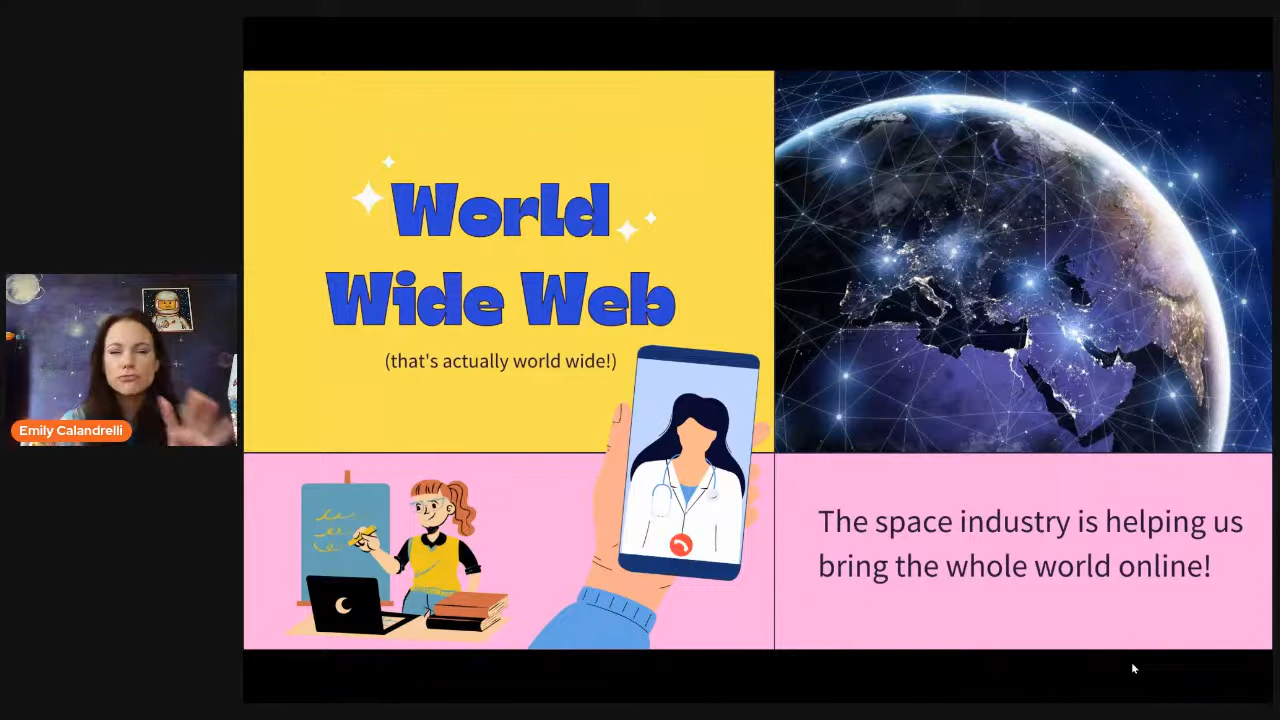 World
Wide Web
(that's actually world wide!)
Emily Calandrelli
The space industry is helping us
bring the whole world online!